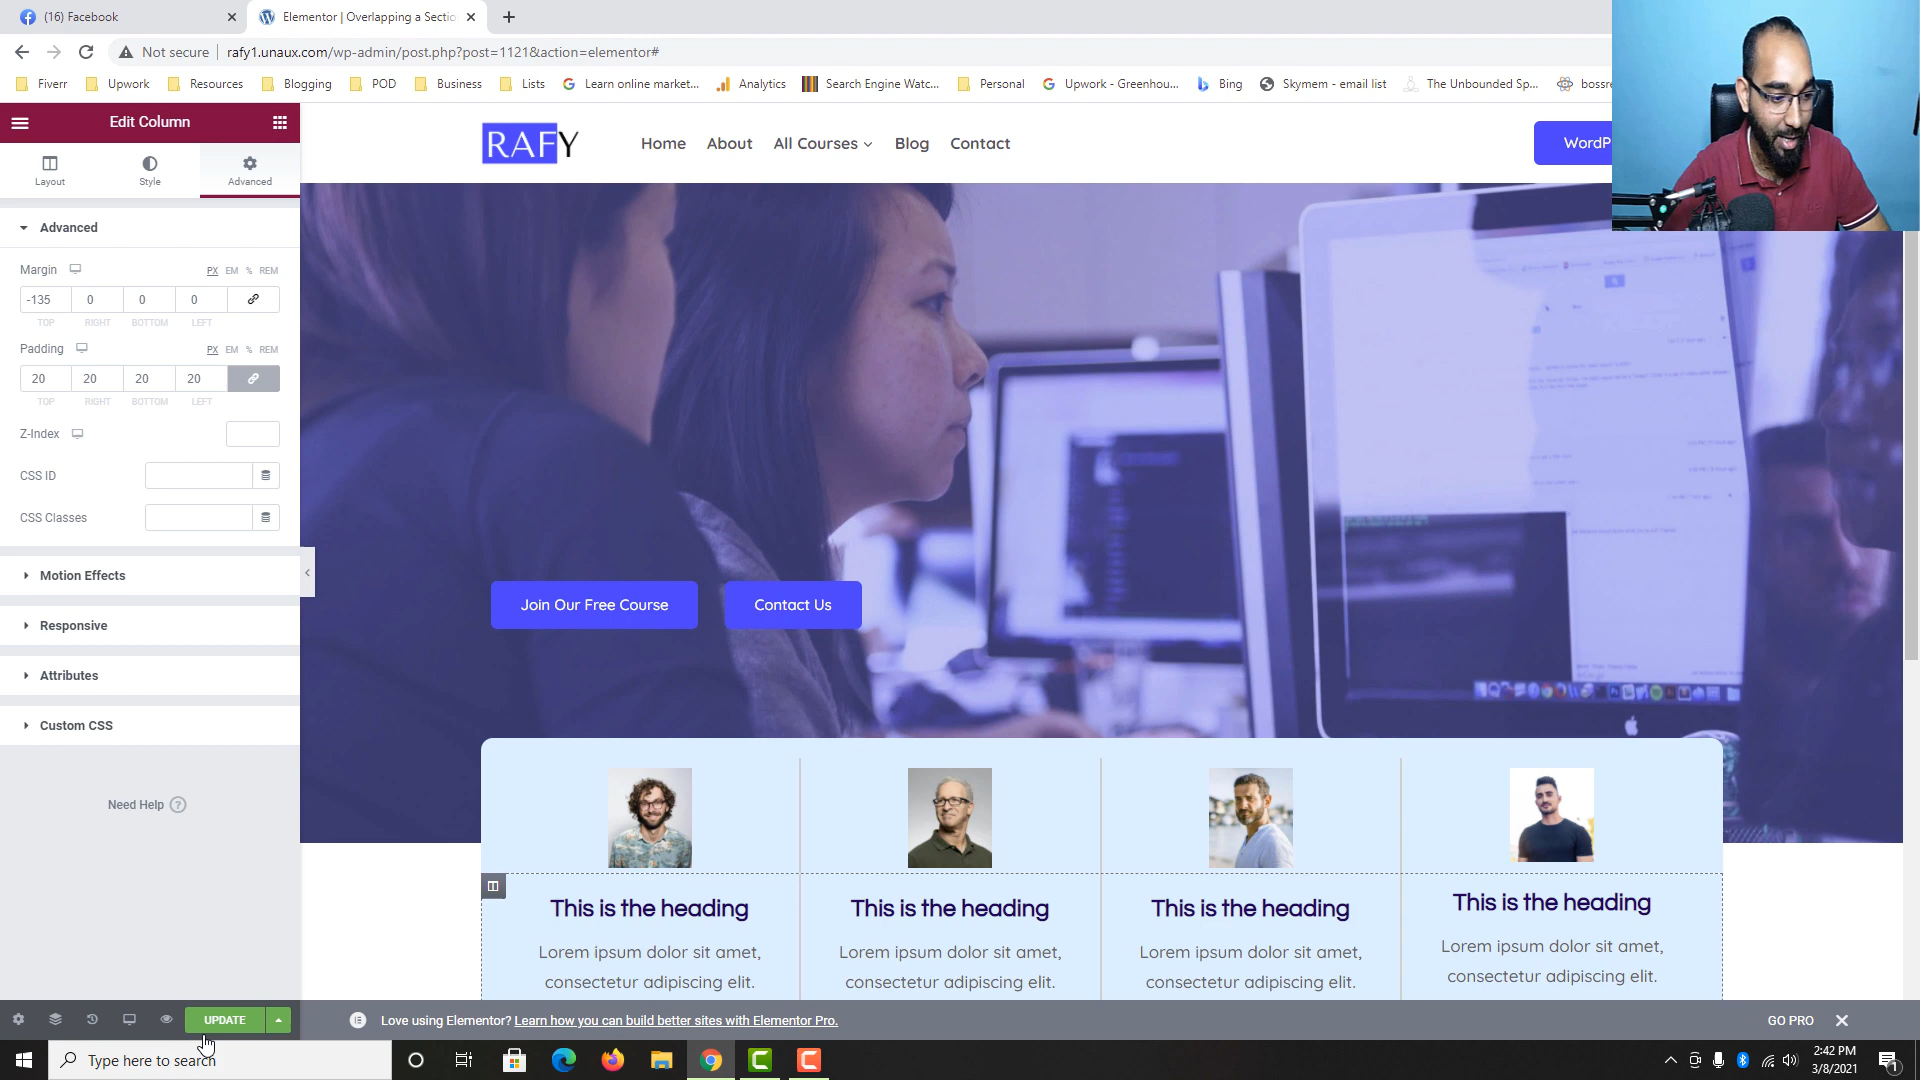 (16) Facebook
Elementor | Overlapping a Sectio
Not secure
rafy1.unaux.com/wp-admin/post.php?post=1121&action=elementor#
Fiverr
Upwork
Resources
Blogging
POD
Business
Lists
Learn online market...
Analytics
Search Engine Watc...
Personal
Upwork - Greenhou...
Bing
Skymem - email list
The Unbounded Sp...
bossre
Edit Column
Layout
Style
Advanced
RAFY
Home
About
All Courses
Blog
Contact
WordP
Advanced
Margin
PX EM % REM
-135 0 0 0
TOP RIGHT BOTTOM LEFT
Padding
PX EM % REM
20 20 20 20
TOP RIGHT BOTTOM LEFT
Z-Index
CSS ID
CSS Classes
Motion Effects
Responsive
Attributes
Custom CSS
Need Help ?
Join Our Free Course
Contact Us
This is the heading
Lorem ipsum dolor sit amet,
consectetur adipiscing elit.
This is the heading
Lorem ipsum dolor sit amet,
consectetur adipiscing elit.
This is the heading
Lorem ipsum dolor sit amet,
consectetur adipiscing elit.
This is the heading
Lorem ipsum dolor sit amet,
consectetur adipiscing elit.
UPDATE
Love using Elementor? Learn how you can build better sites with Elementor Pro.
GO PRO
Type here to search
2:42 PM
3/8/2021
1